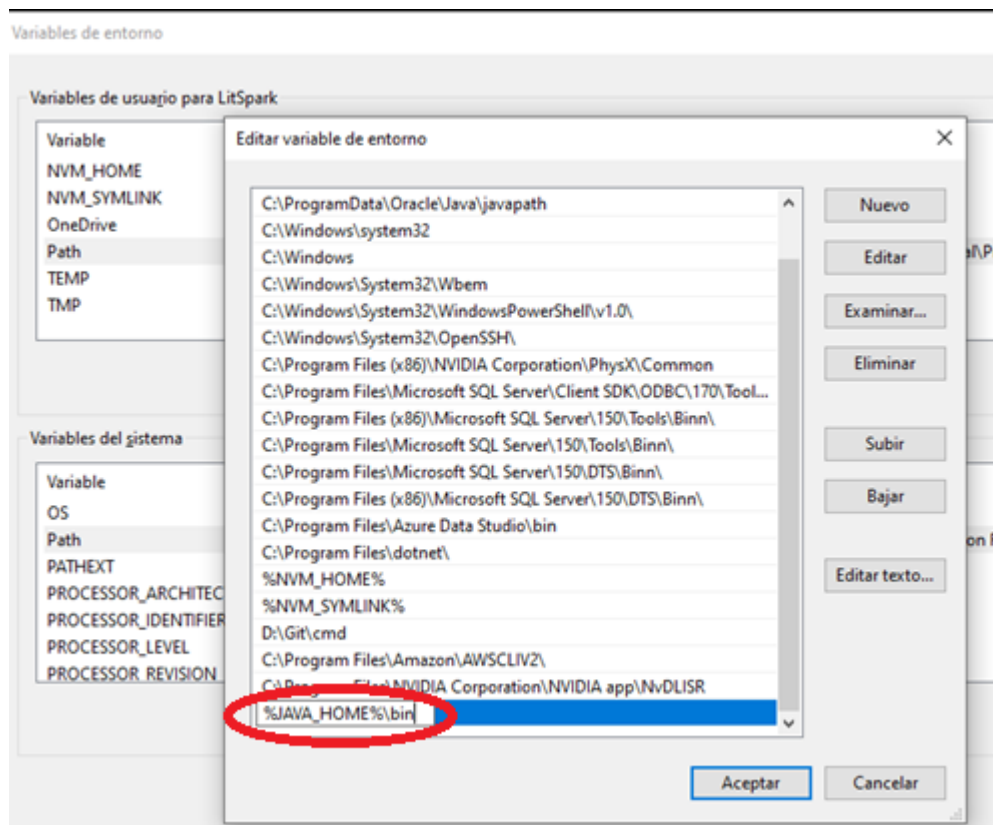 Variables de entorno
Variables de usuario para LitSpark
Variable
NVM_HOME
NVM_SYMLINK
OneDrive
Path
TEMP
TMP
Variables del sistema
Variable
OS
Path
PATHEXT
PROCESSOR_ARCHITEC
PROCESSOR_IDENTIFIER
PROCESSOR_LEVEL
PROCESSOR_REVISION
Editar variable de entorno
C:\ProgramData\Oracle\Java\javapath
C:\Windows\system32
C:\Windows
C:\Windows\System32\Wbem
C:\Windows\System32\WindowsPowerShell\v1.0\
C:\Windows\System32\OpenSSH\
C:\Program Files (x86)\NVIDIA Corporation\PhysX\Common
C:\Program Files\Microsoft SQL Server\Client SDK\ODBC\170\Tool...
C:\Program Files (x86)\Microsoft SQL Server\150\Tools\Binn\
C:\Program Files\Microsoft SQL Server\150\Tools\Binn\
C:\Program Files\Microsoft SQL Server\150\DTS\Binn\
C:\Program Files (x86)\Microsoft SQL Server\150\DTS\Binn\
C:\Program Files\Azure Data Studio\bin
C:\Program Files\dotnet\
%NVM_HOME%
%NVM_SYMLINK%
D:\Git\cmd
C:\Program Files\Amazon\AWSCLIV2\
C:\Program Files\NVIDIA Corporation\NVIDIA app\NvDLISR
%JAVA_HOME%\bin
Nuevo
Editar
Examinar...
Eliminar
Subir
Bajar
Editar texto...
Aceptar
Cancelar